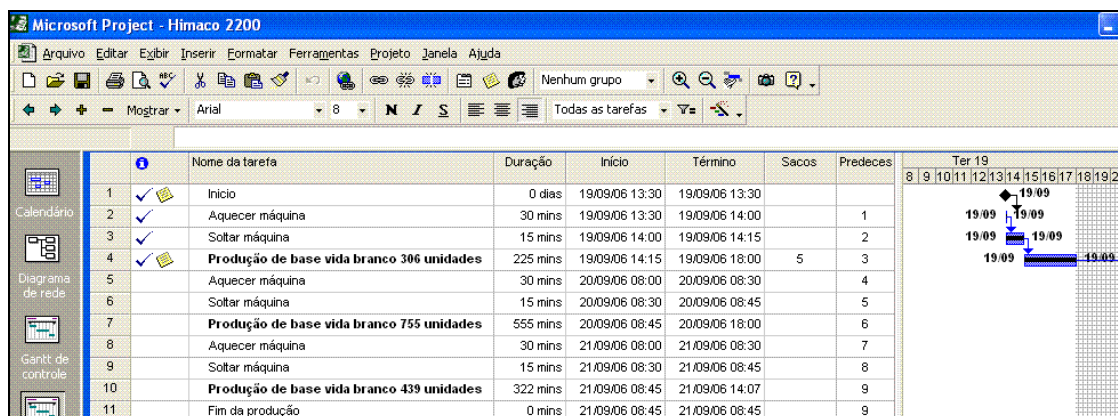 Microsoft Project - Himaco 2200
Arquivo Editar Exibir Inserir Formatar Ferramentas Projeto Janela Ajuda
Nenhum grupo
Mostrar Arial 8 N I S Todas as tarefas
Nome da tarefa Duração Início Término Sacos Predeces Ter 19
8 9 10 11 12 13 14 15 16 17 18 19 2
1 Inicio 0 dias 19/09/06 13:30 19/09/06 13:30 19/09
Calendário
2 Aquecer máquina 30 mins 19/09/06 13:30 19/09/06 14:00 1 19/09 19/09
3 Soltar máquina 15 mins 19/09/06 14:00 19/09/06 14:15 2 19/09 19/09
4 Produção de base vida branco 306 unidades 225 mins 19/09/06 14:15 19/09/06 18:00 5 3 19/09 19/09
Diagrama de rede
5 Aquecer máquina 30 mins 20/09/06 08:00 20/09/06 08:30 4
6 Soltar máquina 15 mins 20/09/06 08:30 20/09/06 08:45 5
7 Produção de base vida branco 755 unidades 555 mins 20/09/06 08:45 20/09/06 18:00 6
8 Aquecer máquina 30 mins 21/09/06 08:00 21/09/06 08:30 7
Gantt de controle
9 Soltar máquina 15 mins 21/09/06 08:30 21/09/06 08:45 8
10 Produção de base vida branco 439 unidades 322 mins 21/09/06 08:45 21/09/06 14:07 9
11 Fim da produção 0 mins 21/09/06 08:45 21/09/06 08:45 9